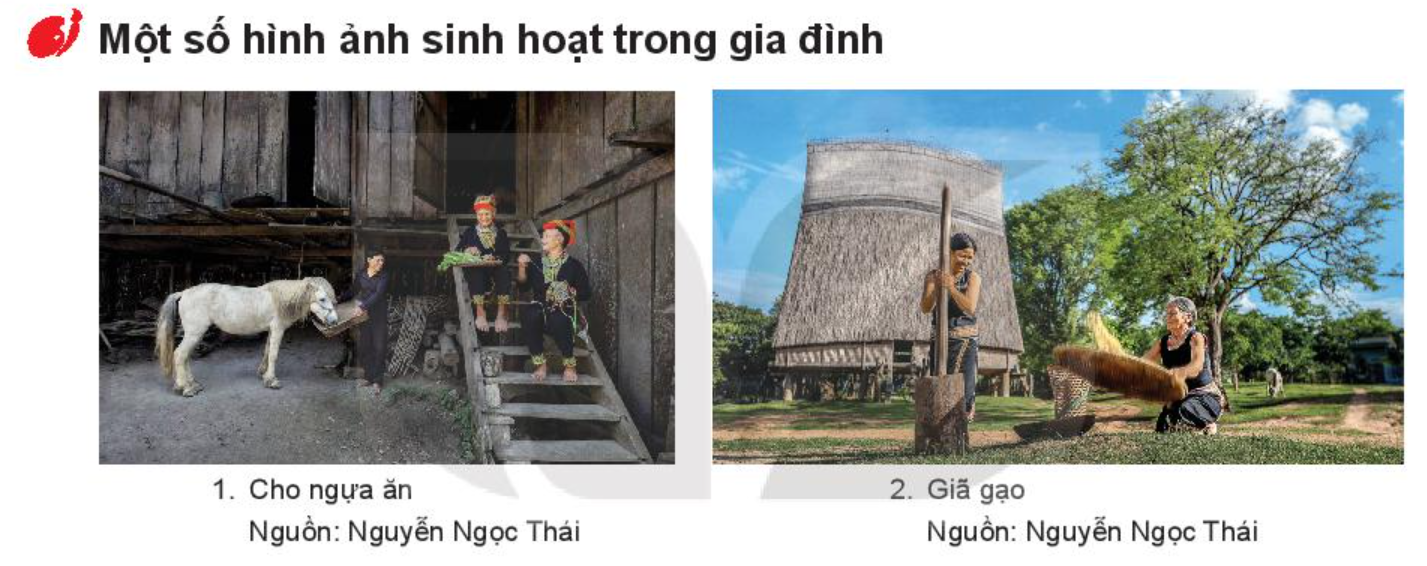 Một số hình ảnh sinh hoạt trong gia đình
1. Cho ngựa ăn
Nguồn: Nguyễn Ngọc Thái
2. Giã gạo
Nguồn: Nguyễn Ngọc Thái